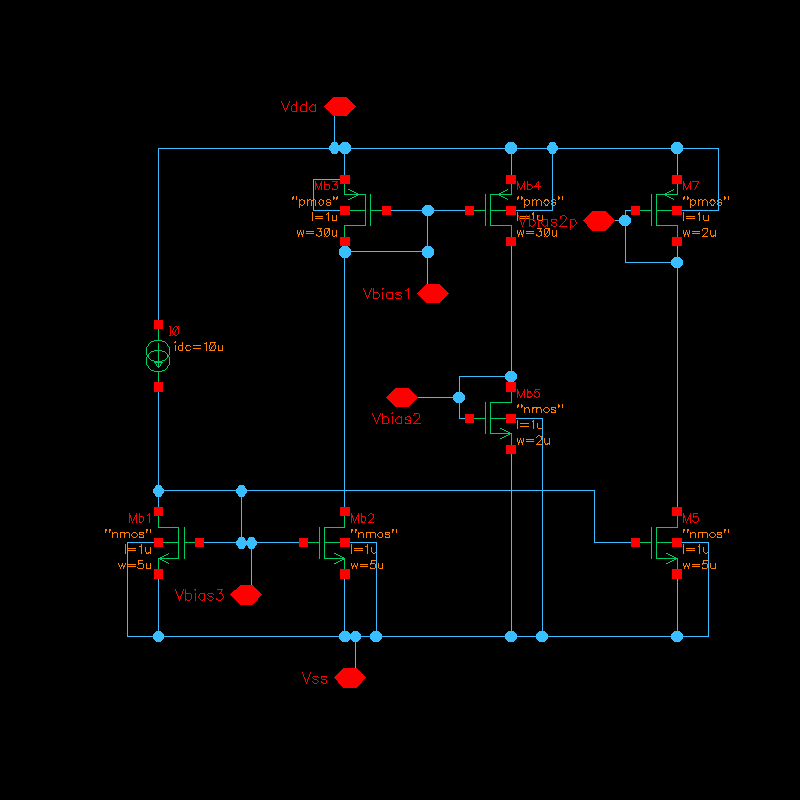 Vdda
Mb3
"pmos"
l=1u
w=30u
Mb4
"pmos"
l=1u
w=30u
M7
"pmos"
l=1u
w=2u
Vbias2p
Vbias1
I0
idc=10u
Vbias2
Mb5
"nmos"
l=1u
w=2u
Mb1
"nmos"
l=1u
w=5u
Mb2
"nmos"
l=1u
w=5u
M5
"nmos"
l=1u
w=5u
Vbias3
Vss